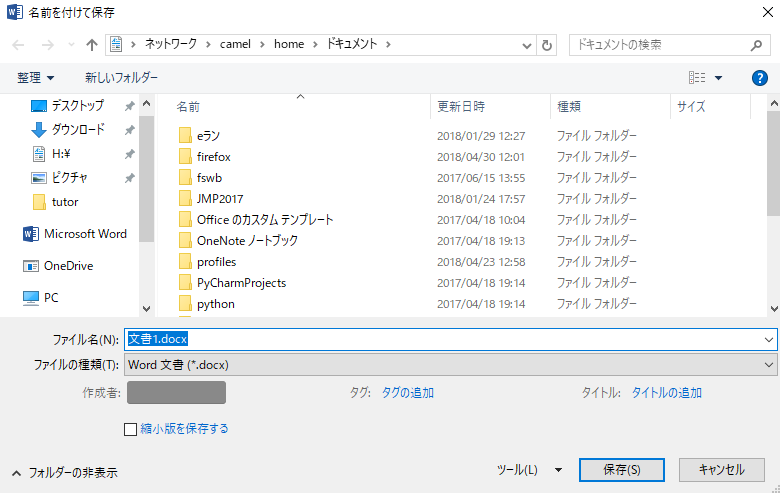 名前を付けて保存
ネットワーク > camel > home > ドキュメント >
ドキュメントの検索
整理 新しいフォルダー
名前 更新日時 種類 サイズ
デスクトップ
ダウンロード
H:¥
ピクチャ
tutor
Microsoft Word
OneDrive
PC
eラン 2018/01/29 12:27 ファイル フォルダー
firefox 2018/04/30 12:01 ファイル フォルダー
fswb 2017/06/15 13:55 ファイル フォルダー
JMP2017 2018/01/24 17:57 ファイル フォルダー
Office のカスタム テンプレート 2017/04/18 10:04 ファイル フォルダー
OneNote ノートブック 2017/04/18 19:13 ファイル フォルダー
profiles 2018/04/23 12:58 ファイル フォルダー
PyCharmProjects 2017/04/18 19:14 ファイル フォルダー
python 2017/04/18 19:14 ファイル フォルダー
ファイル名(N): 文書1.docx
ファイルの種類(T): Word 文書 (*.docx)
作成者: タグ: タグの追加 タイトル: タイトルの追加
縮小版を保存する
フォルダーの非表示 ツール(L) 保存(S) キャンセル